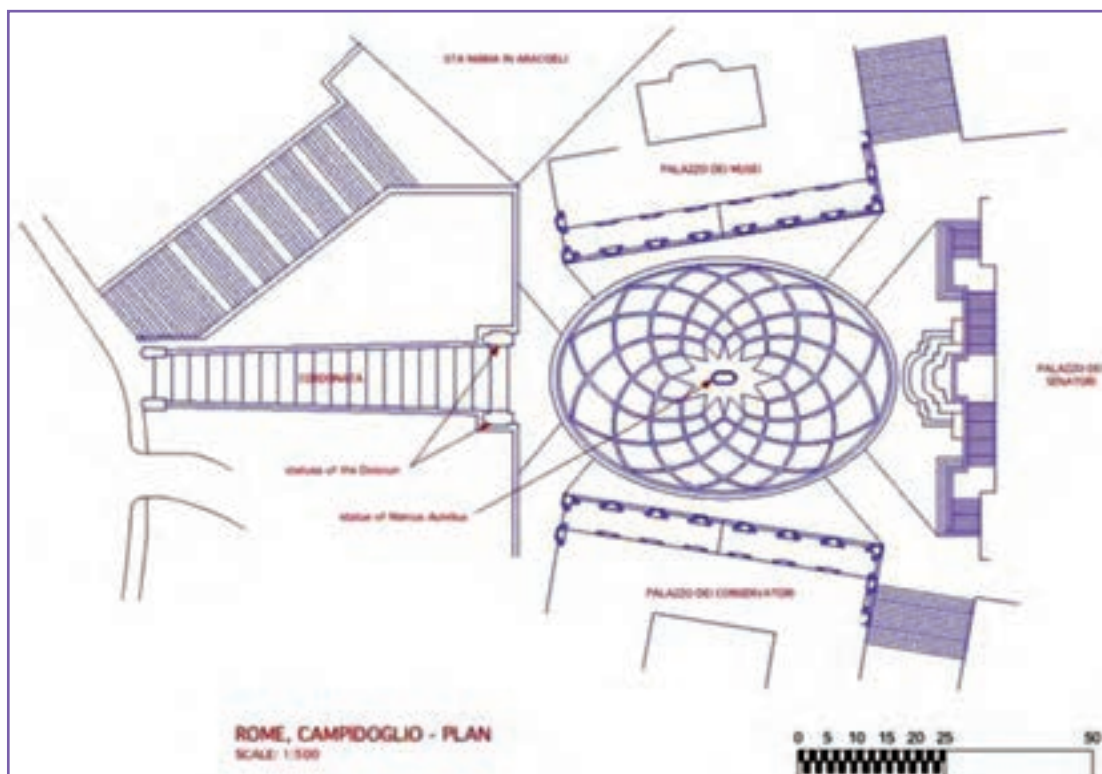 STA MARIA IN ARACOELI
PALAZZO DEI MUSEI
CORDONATA
PALAZZO DEI
SENATORI
statues of the Dioscuri
statue of Marcus Aurelius
PALAZZO DEI CONSERVATORI
ROME, CAMPIDOGLIO - PLAN
SCALE: 1:500
0 5 10 15 20 25 50